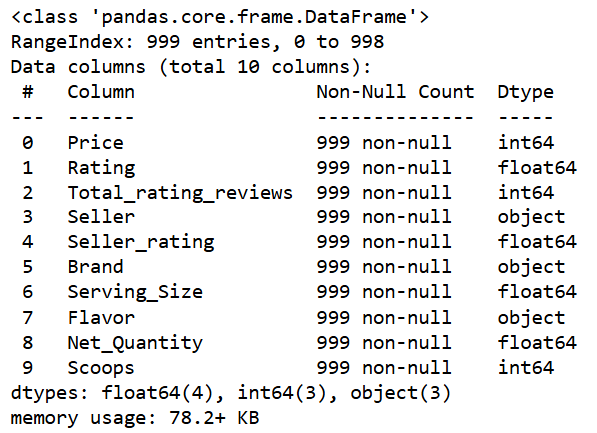 <class 'pandas.core.frame.DataFrame'>
RangeIndex: 999 entries, 0 to 998
Data columns (total 10 columns):
 #   Column                Non-Null Count  Dtype
---  ------                --------------  -----
 0   Price                 999 non-null    int64
 1   Rating                999 non-null    float64
 2   Total_rating_reviews  999 non-null    int64
 3   Seller                999 non-null    object
 4   Seller_rating         999 non-null    float64
 5   Brand                 999 non-null    object
 6   Serving_Size          999 non-null    float64
 7   Flavor                999 non-null    object
 8   Net_Quantity          999 non-null    float64
 9   Scoops                999 non-null    int64
dtypes: float64(4), int64(3), object(3)
memory usage: 78.2+ KB